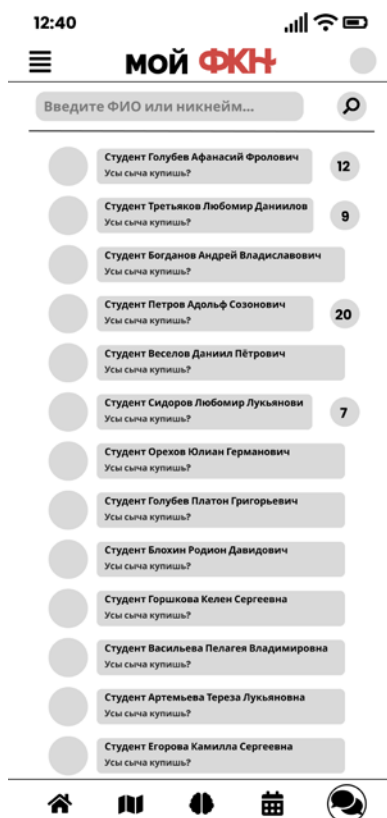 12:40
мой ФКН
Введите ФИО или никнейм...
Студент Голубев Афанасий Фролович
Усы сыча купишь?
12
Студент Третьяков Любомир Даниилов
Усы сыча купишь?
9
Студент Богданов Андрей Владиславович
Усы сыча купишь?
Студент Петров Адольф Созонович
Усы сыча купишь?
20
Студент Веселов Даниил Пётрович
Усы сыча купишь?
Студент Сидоров Любомир Лукьянови
Усы сыча купишь?
7
Студент Орехов Юлиан Германович
Усы сыча купишь?
Студент Голубев Платон Григорьевич
Усы сыча купишь?
Студент Блохин Родион Давидович
Усы сыча купишь?
Студент Горшкова Келен Сергеевна
Усы сыча купишь?
Студент Васильева Пелагея Владимировна
Усы сыча купишь?
Студент Артемьева Тереза Лукьяновна
Усы сыча купишь?
Студент Егорова Камилла Сергеевна
Усы сыча купишь?